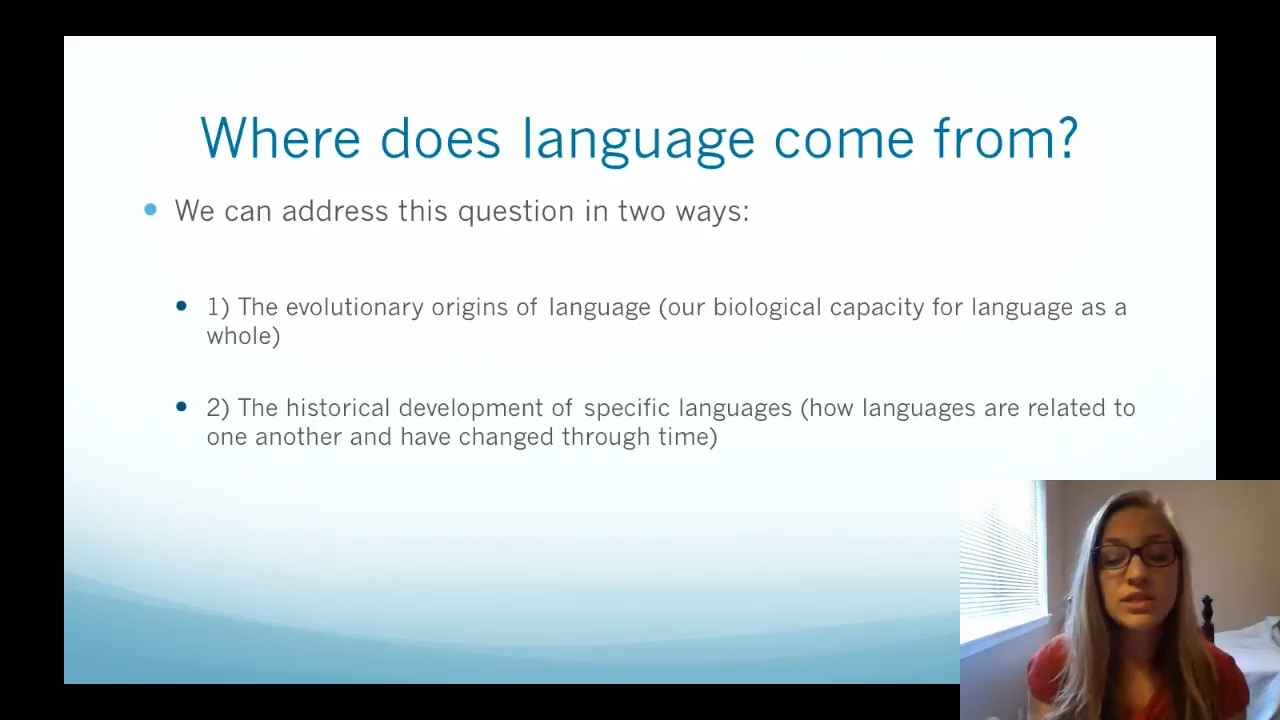 Where does language come from?
We can address this question in two ways:
1) The evolutionary origins of language (our biological capacity for language as a
whole)
2) The historical development of specific languages (how languages are related to
one another and have changed through time)